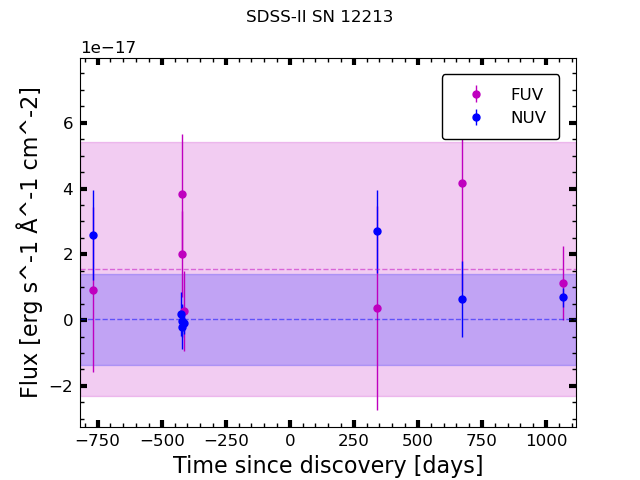 SDSS-II SN 12213
1e−17
FUV
NUV
6
4
2
0
−2
Flux [erg s^-1 Å^-1 cm^-2]
−750 −500 −250 0 250 500 750 1000
Time since discovery [days]